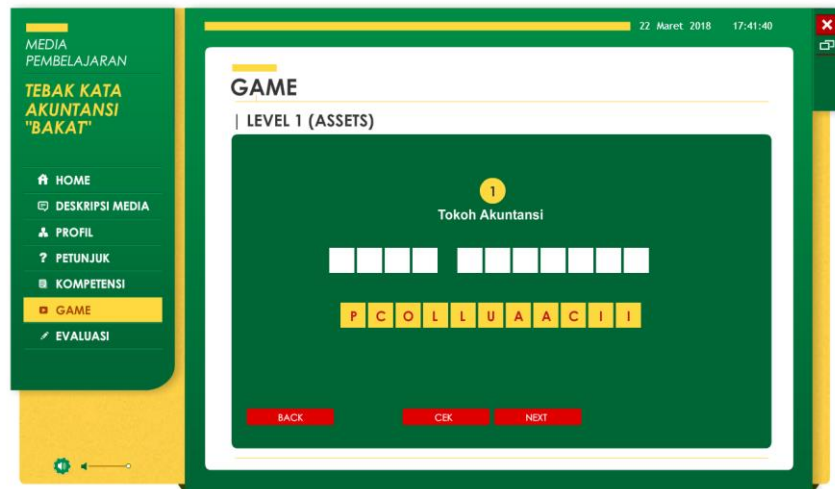 MEDIA
PEMBELAJARAN
TEBAK KATA
AKUNTANSI
"BAKAT"
HOME
DESKRIPSI MEDIA
PROFIL
? PETUNJUK
KOMPETENSI
GAME
EVALUASI
22 Maret 2018 17:41:40
GAME
| LEVEL 1 (ASSETS)
1
Tokoh Akuntansi
P C O L L U A A C I I
BACK CEK NEXT